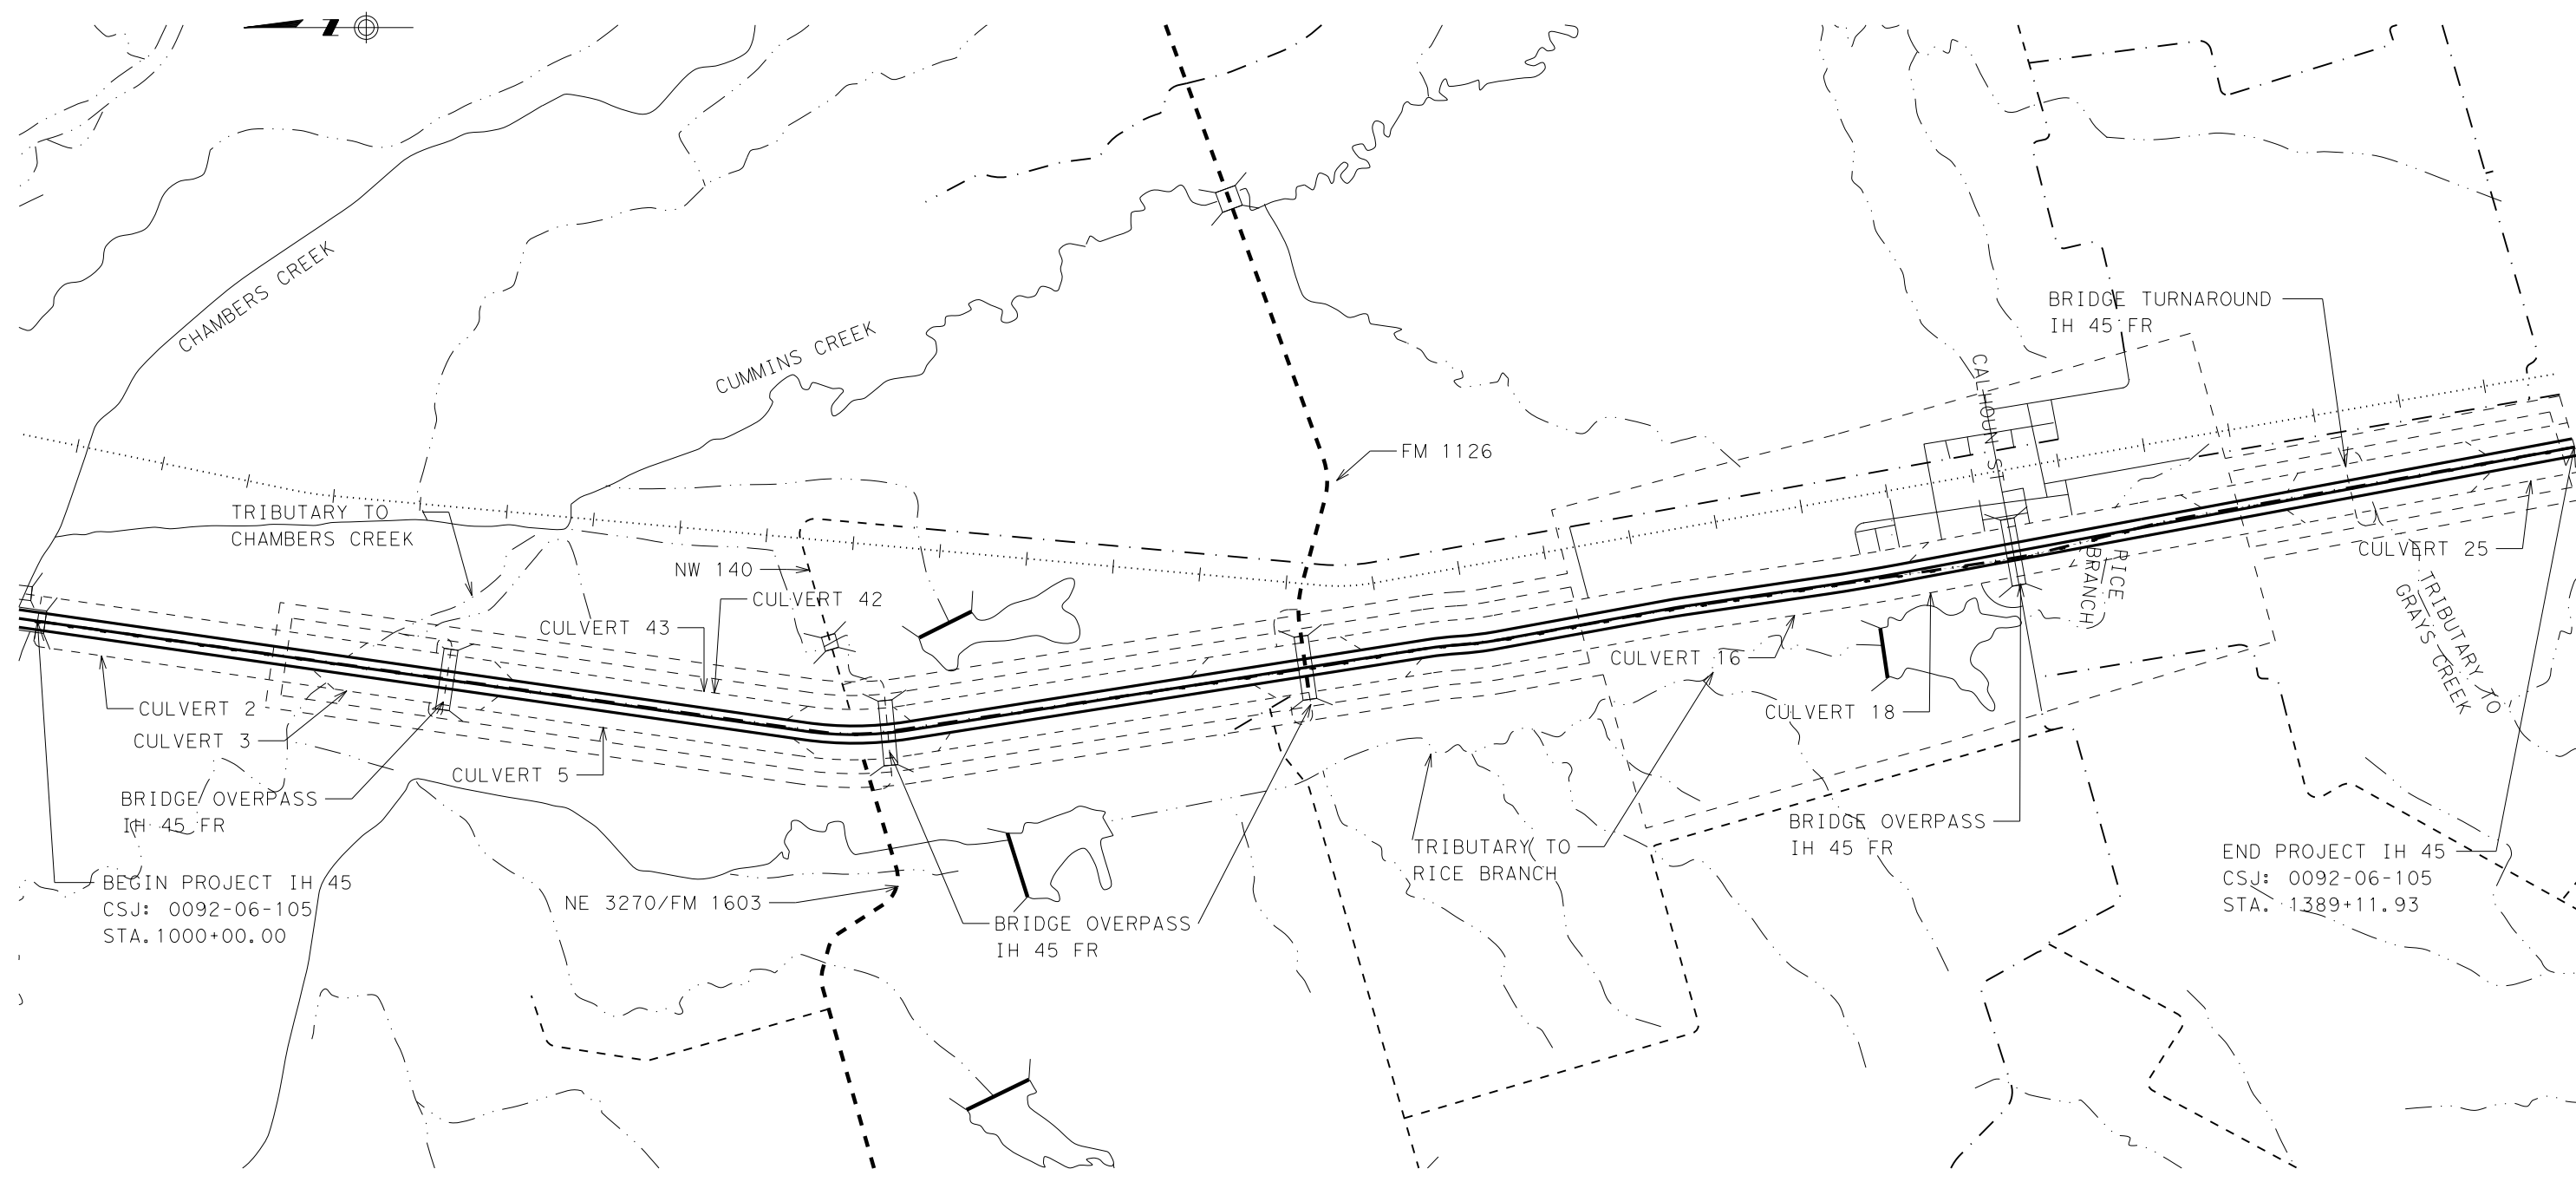 N
CHAMBERS CREEK
CUMMINS CREEK
BRIDGE TURNAROUND
IH 45 FR
CALHOUN ST
FM 1126
TRIBUTARY TO
CHAMBERS CREEK
NW 140
CULVERT 42
CULVERT 43
CULVERT 25
RICE
BRANCH
TRIBUTARY TO
GRAYS CREEK
CULVERT 16
CULVERT 18
CULVERT 2
CULVERT 3
CULVERT 5
BRIDGE OVERPASS
IH 45 FR
BRIDGE OVERPASS
IH 45 FR
TRIBUTARY TO
RICE BRANCH
BEGIN PROJECT IH 45
CSJ: 0092-06-105
STA.1000+00.00
NE 3270/FM 1603
BRIDGE OVERPASS
IH 45 FR
END PROJECT IH 45
CSJ: 0092-06-105
STA. 1389+11.93